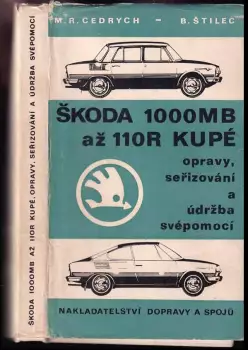 M.R. CEDRYCH - B. ŠTILEC
ŠKODA 1000MB
až 110R KUPÉ
opravy,
seřizování
a
údržba
svépomocí
NAKLADATELSTVÍ DOPRAVY A SPOJŮ
ŠKODA 1000MB AŽ 110R KUPÉ, OPRAVY, SEŘIZOVÁNÍ A ÚDRŽBA SVÉPOMOCÍ